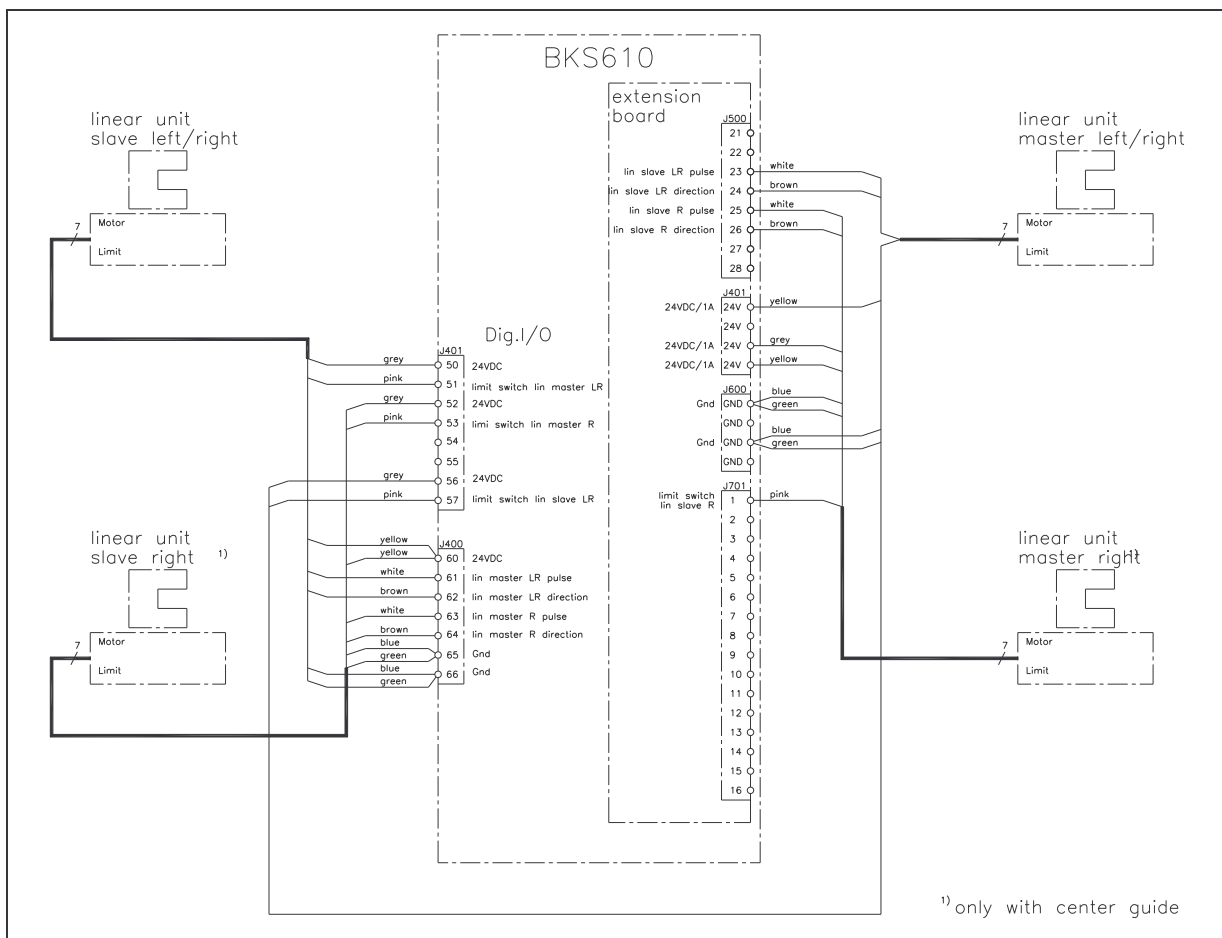 BKS610
extension
board
linear unit
slave left/right
Motor
Limit
7
linear unit
slave right 1)
Motor
Limit
7
Dig.I/O
J401
grey 50 24VDC
pink 51 limit switch lin master LR
grey 52 24VDC
pink 53 limi switch lin master R
54
55
grey 56 24VDC
pink 57 limit switch lin slave LR
J400
yellow
yellow 60 24VDC
white 61 lin master LR pulse
brown 62 lin master LR direction
white 63 lin master R pulse
brown 64 lin master R direction
blue
green 65 Gnd
blue 66 Gnd
green
J500
21
22
lin slave LR pulse 23 white
lin slave LR direction 24 brown
lin slave R pulse 25 white
lin slave R direction 26 brown
27
28
J401
24VDC/1A 24V yellow
24V
24VDC/1A 24V grey
24VDC/1A 24V yellow
J600
blue
Gnd GND green
GND
blue
Gnd GND green
GND
J701
limit switch
lin slave R 1 pink
2
3
4
5
6
7
8
9
10
11
12
13
14
15
16
linear unit
master left/right
Motor
Limit
7
linear unit
master right 1)
Motor
Limit
7
1) only with center guide